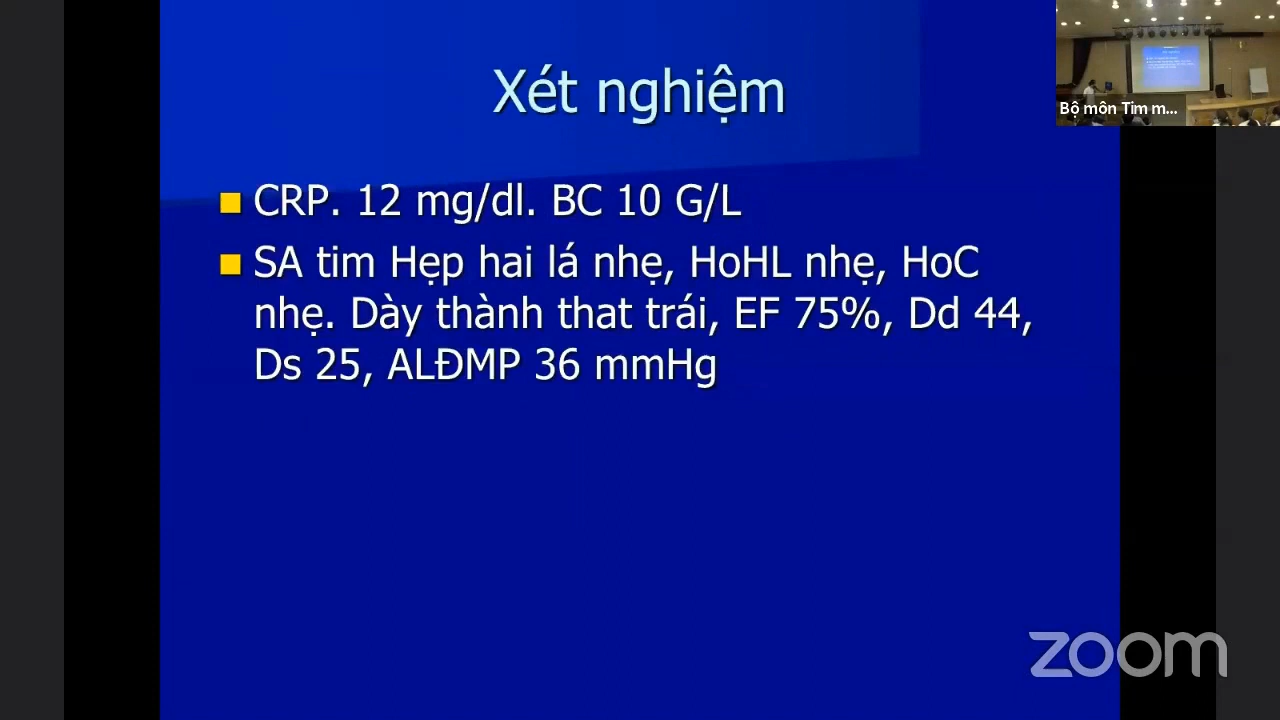 Xét nghiệm
CRP. 12 mg/dl. BC 10 G/L
SA tim Hẹp hai lá nhẹ, HoHL nhẹ, HoC
nhẹ. Dày thành that trái, EF 75%, Dd 44,
Ds 25, ALĐMP 36 mmHg
Bộ môn Tim m...
zoom